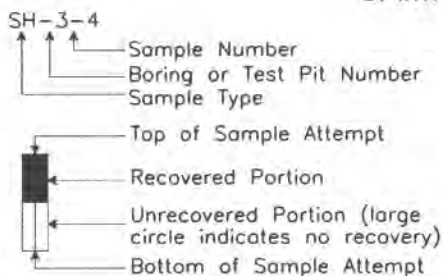 SH-3-4
Sample Number
Boring or Test Pit Number
Sample Type
Top of Sample Attempt
Recovered Portion
Unrecovered Portion (large
circle indicates no recovery)
Bottom of Sample Attempt